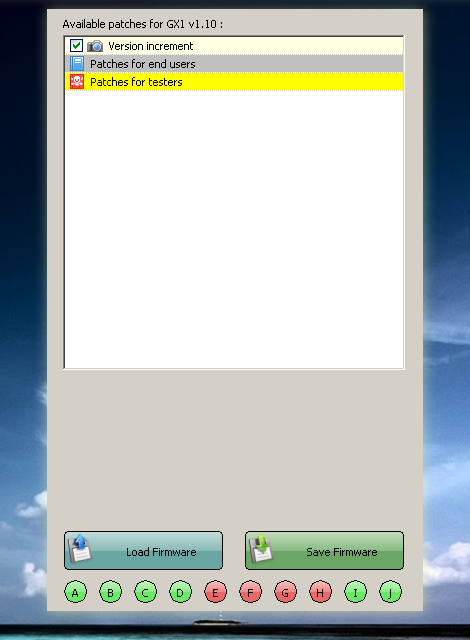 Available patches for GX1 v1.10 :
Version increment
Patches for end users
Patches for testers
Load Firmware Save Firmware
A B C D E F G H I J